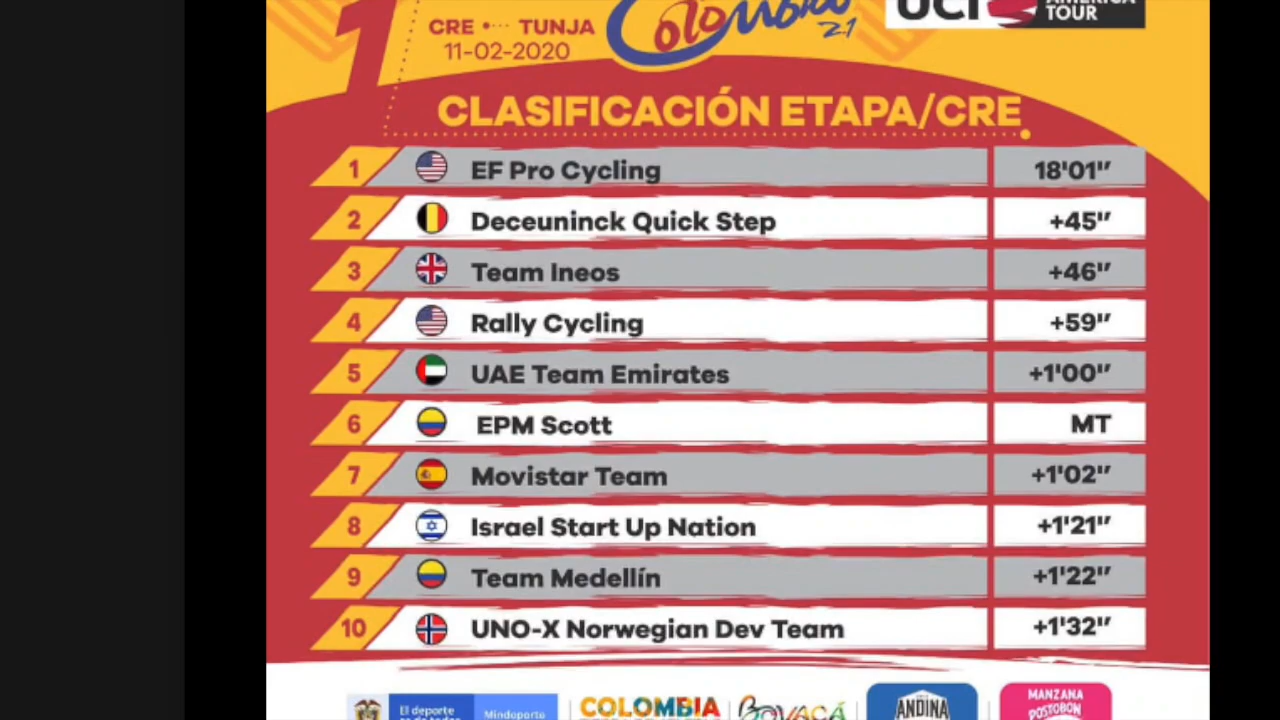 1
CRE TUNJA
11-02-2020
Colombia
2.1
UCI
AMERICA
TOUR
CLASIFICACIÓN ETAPA/CRE
1 EF Pro Cycling 18'01"
2 Deceuninck Quick Step +45"
3 Team Ineos +46"
4 Rally Cycling +59"
5 UAE Team Emirates +1'00"
6 EPM Scott MT
7 Movistar Team +1'02"
8 Israel Start Up Nation +1'21"
9 Team Medellín +1'22"
10 UNO-X Norwegian Dev Team +1'32"
El deporte
Mindeporte
COLOMBIA
BOYACÁ
ANDINA
MANZANA
POSTOBON